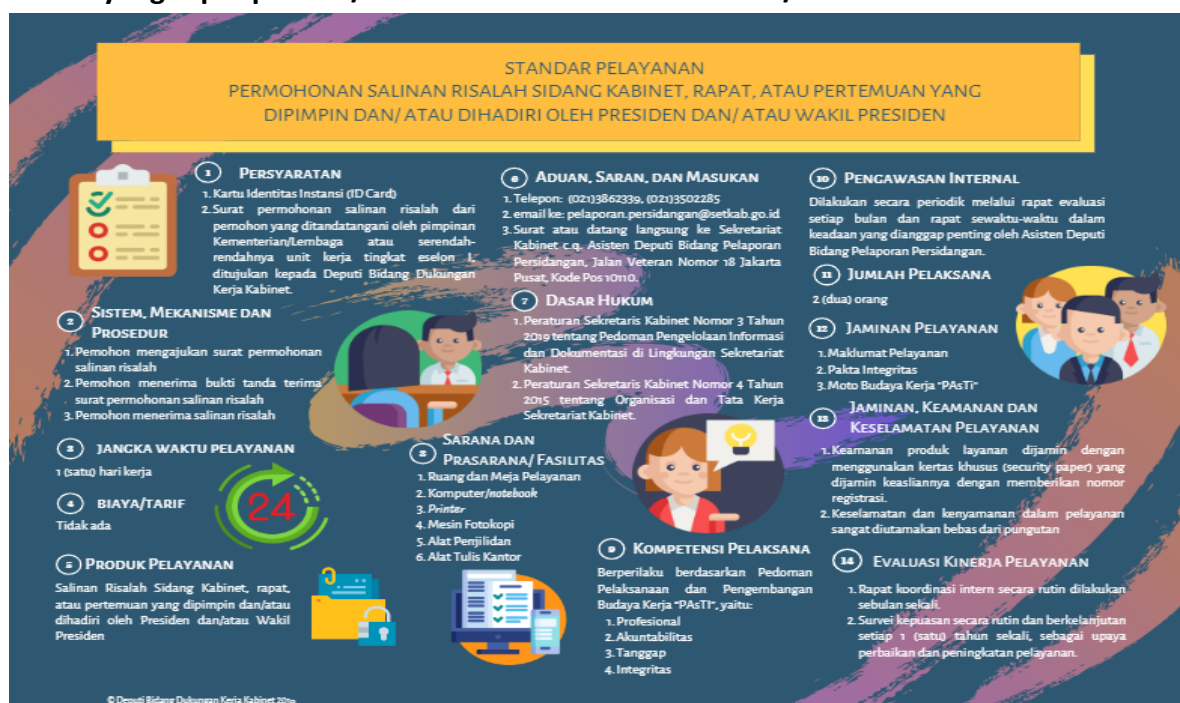 STANDAR PELAYANAN
PERMOHONAN SALINAN RISALAH SIDANG KABINET, RAPAT, ATAU PERTEMUAN YANG
DIPIMPIN DAN/ ATAU DIHADIRI OLEH PRESIDEN DAN/ ATAU WAKIL PRESIDEN
1 PERSYARATAN
1. Kartu Identitas Instansi (ID Card)
2. Surat permohonan salinan risalah dari
pemohon yang ditandatangani oleh pimpinan
Kementerian/Lembaga atau serendah-
rendahnya unit kerja tingkat eselon I,
ditujukan kepada Deputi Bidang Dukungan
Kerja Kabinet.
2 SISTEM, MEKANISME DAN
PROSEDUR
1. Pemohon mengajukan surat permohonan
salinan risalah
2. Pemohon menerima bukti tanda terima
surat permohonan salinan risalah
3. Pemohon menerima salinan risalah
3 JANGKA WAKTU PELAYANAN
1 (satu) hari kerja
24
4 BIAYA/TARIF
Tidak ada
5 PRODUK PELAYANAN
Salinan Risalah Sidang Kabinet, rapat,
atau pertemuan yang dipimpin dan/atau
dihadiri oleh Presiden dan/atau Wakil
Presiden
6 ADUAN, SARAN, DAN MASUKAN
1. Telepon: (021)3862339, (021)3502285
2. email ke: pelaporan.persidangan@setkab.go.id
3. Surat atau datang langsung ke Sekretariat
Kabinet c.q. Asisten Deputi Bidang Pelaporan
Persidangan, Jalan Veteran Nomor 18 Jakarta
Pusat, Kode Pos 10110.
7 DASAR HUKUM
1. Peraturan Sekretaris Kabinet Nomor 3 Tahun
2019 tentang Pedoman Pengelolaan Informasi
dan Dokumentasi di Lingkungan Sekretariat
Kabinet.
2. Peraturan Sekretaris Kabinet Nomor 4 Tahun
2015 tentang Organisasi dan Tata Kerja
Sekretariat Kabinet.
SARANA DAN
8 PRASARANA/ FASILITAS
1. Ruang dan Meja Pelayanan
2. Komputer/notebook
3. Printer
4. Mesin Fotokopi
5. Alat Penjilidan
6. Alat Tulis Kantor
9 KOMPETENSI PELAKSANA
Berperilaku berdasarkan Pedoman
Pelaksanaan dan Pengembangan
Budaya Kerja "PAsTI", yaitu:
1. Profesional
2. Akuntabilitas
3. Tanggap
4. Integritas
10 PENGAWASAN INTERNAL
Dilakukan secara periodik melalui rapat evaluasi
setiap bulan dan rapat sewaktu-waktu dalam
keadaan yang dianggap penting oleh Asisten Deputi
Bidang Pelaporan Persidangan.
11 JUMLAH PELAKSANA
2 (dua) orang
12 JAMINAN PELAYANAN
1. Maklumat Pelayanan
2. Pakta Integritas
3. Moto Budaya Kerja "PAsTi"
13 JAMINAN, KEAMANAN DAN
KESELAMATAN PELAYANAN
1. Keamanan produk layanan dijamin dengan
menggunakan kertas khusus (security paper) yang
dijamin keasliannya dengan memberikan nomor
registrasi.
2. Keselamatan dan kenyamanan dalam pelayanan
sangat diutamakan bebas dari pungutan
14 EVALUASI KINERJA PELAYANAN
1. Rapat koordinasi intern secara rutin dilakukan
sebulan sekali.
2. Survei kepuasan secara rutin dan berkelanjutan
setiap 1 (satu) tahun sekali, sebagai upaya
perbaikan dan peningkatan pelayanan.
© Deputi Bidang Dukungan Kerja Kabinet 2019